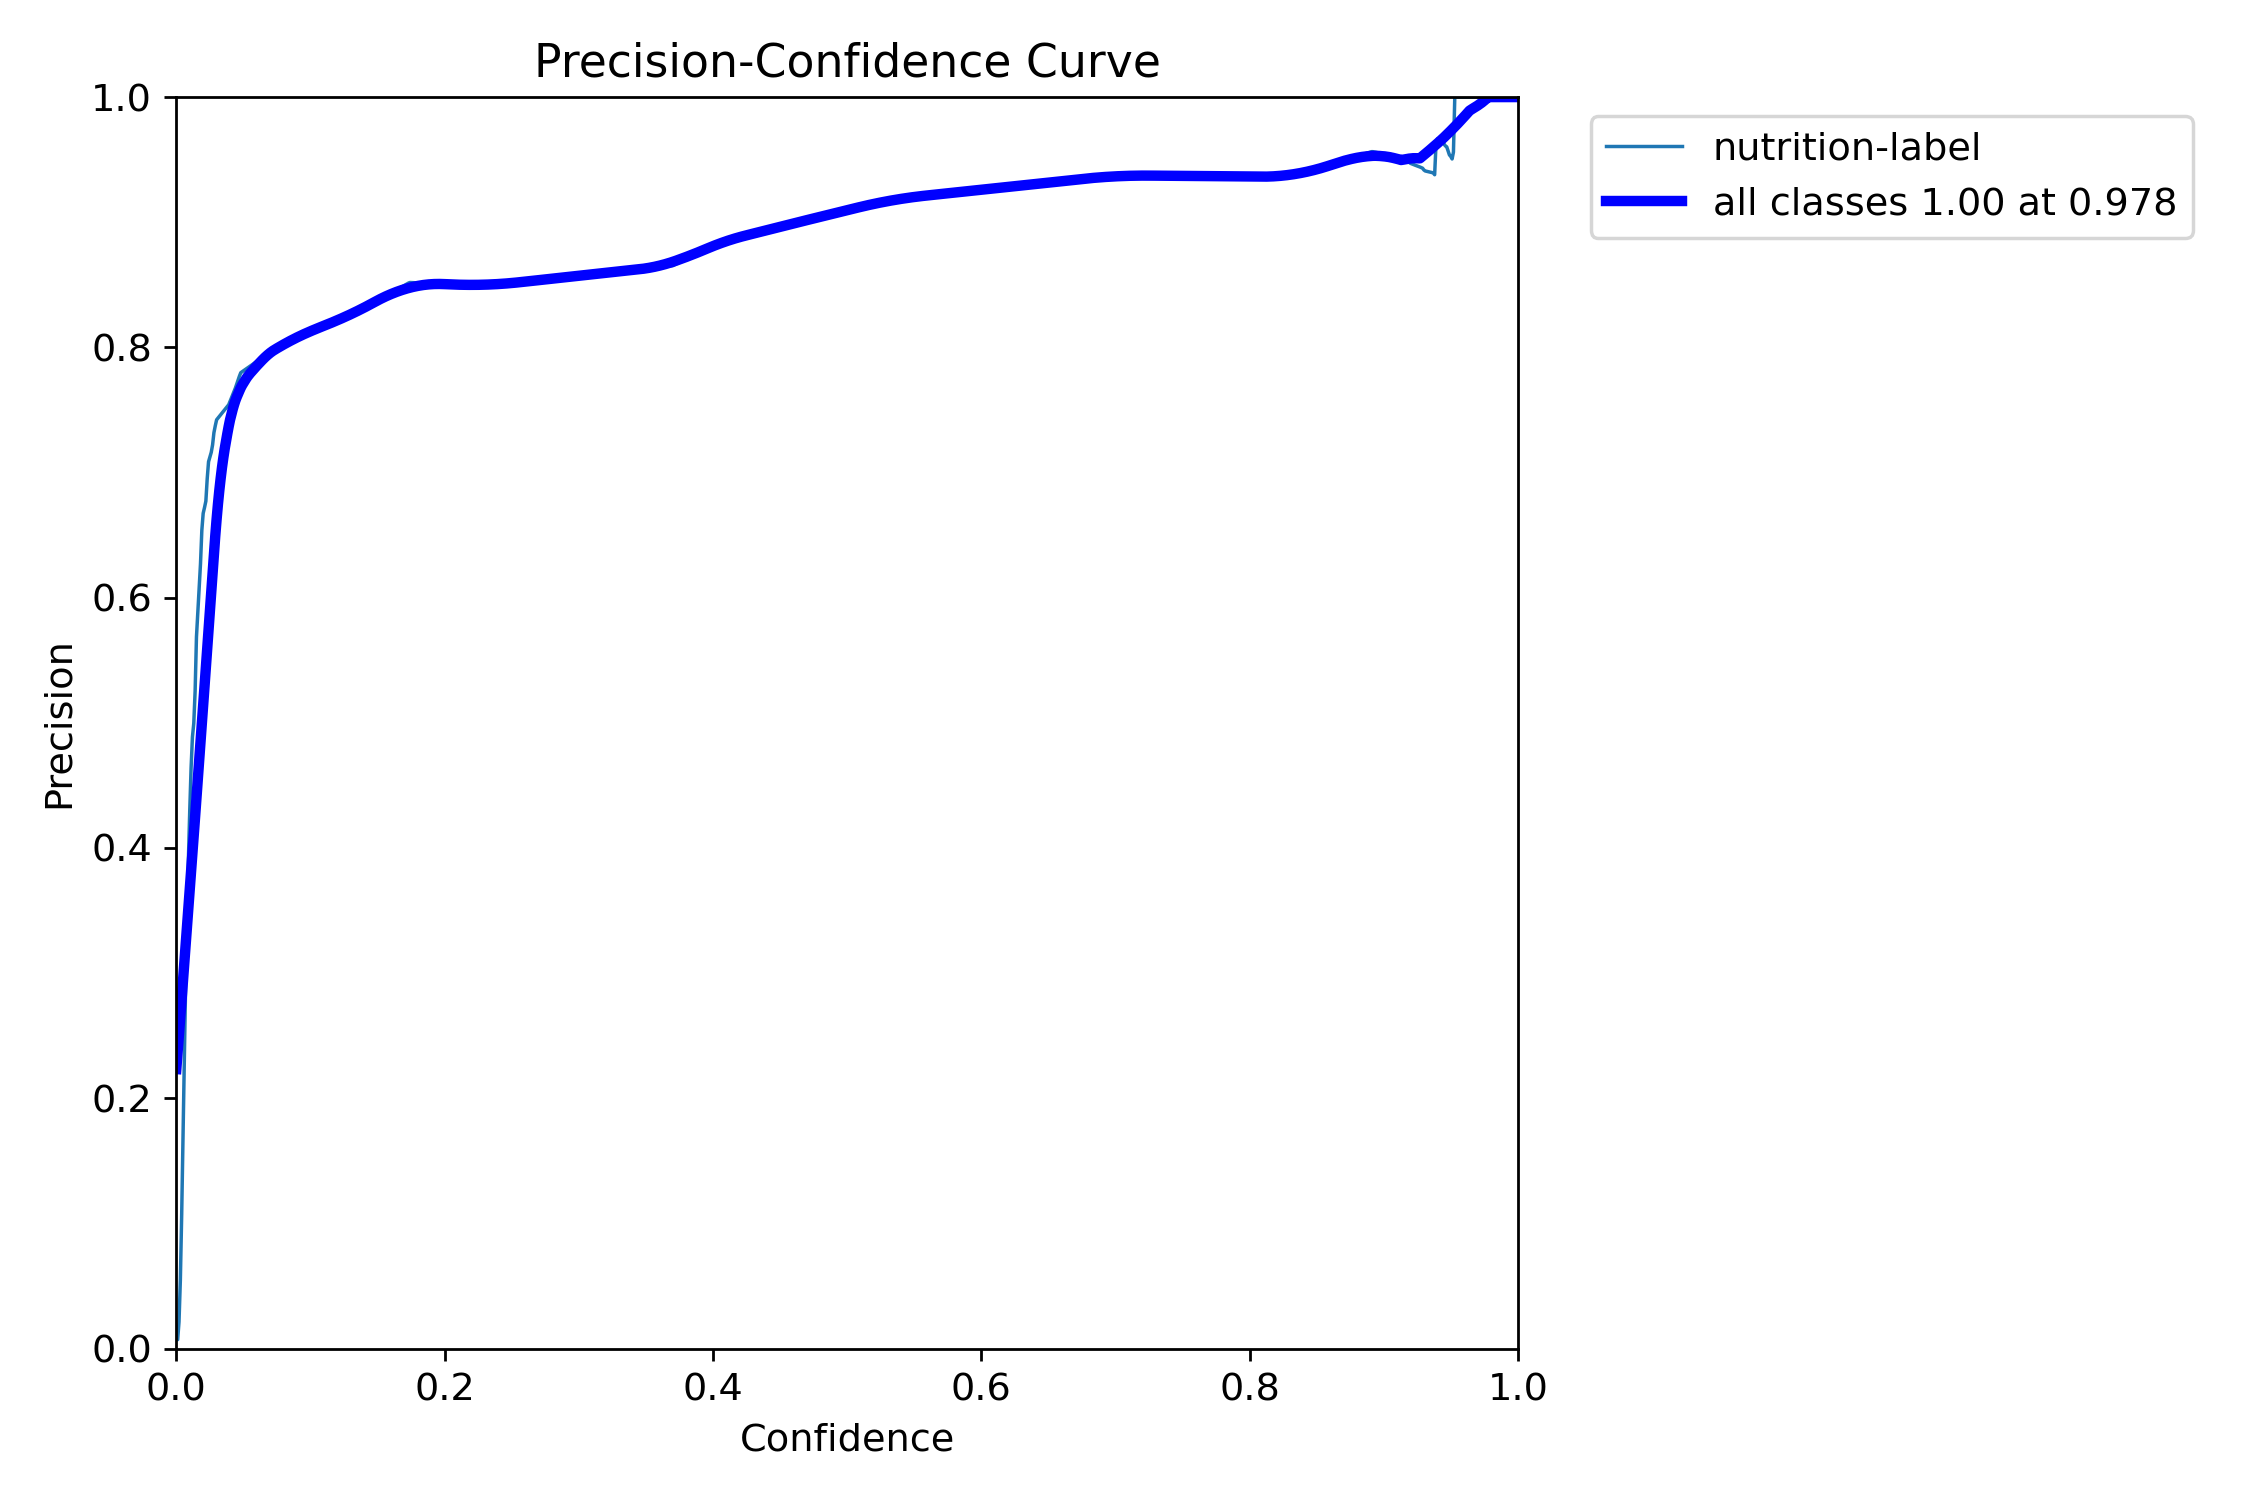 Precision-Confidence Curve
1.0
0.8
0.6
0.4
0.2
0.0
Precision
0.0 0.2 0.4 0.6 0.8 1.0
Confidence
nutrition-label
all classes 1.00 at 0.978